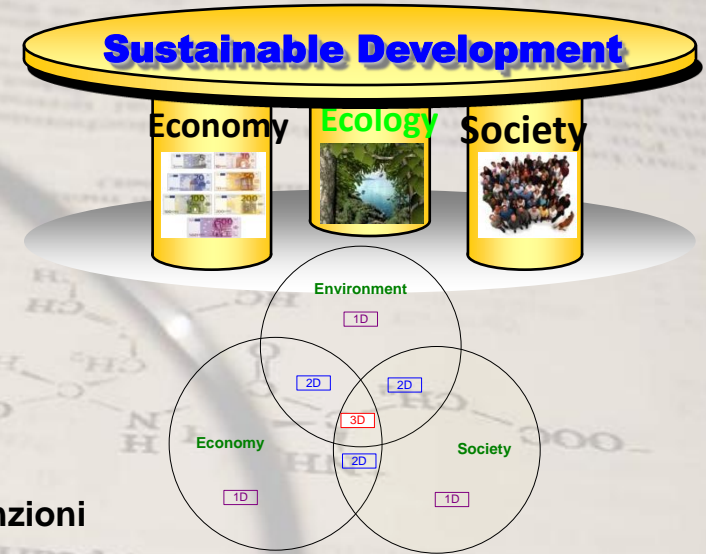 Sustainable Development
Economy
Ecology
Society
Environment
1D
2D
2D
3D
Economy
Society
2D
1D
1D
nzioni